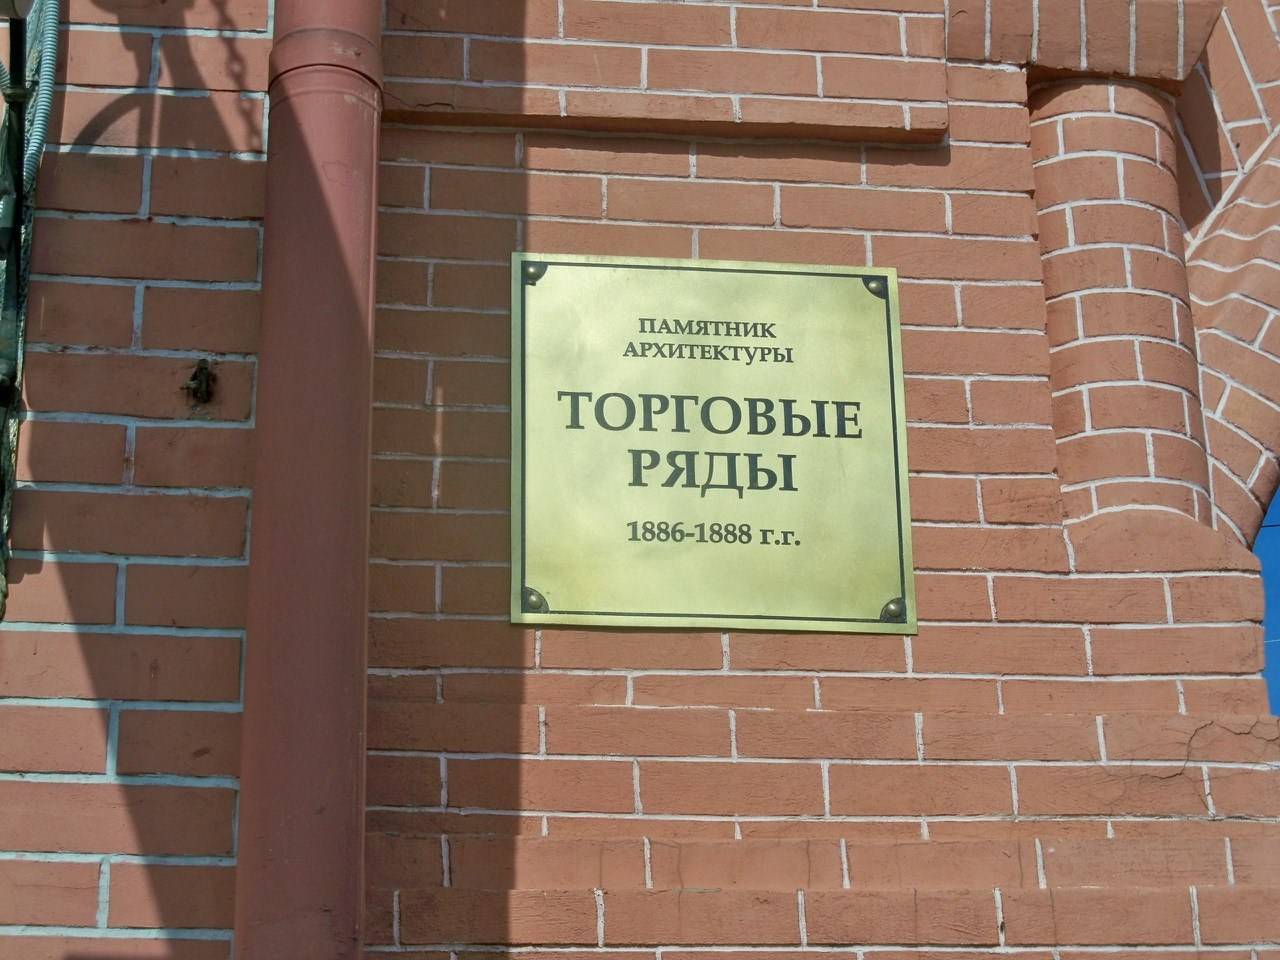 ПАМЯТНИК
АРХИТЕКТУРЫ
ТОРГОВЫЕ
РЯДЫ
1886-1888 г.г.